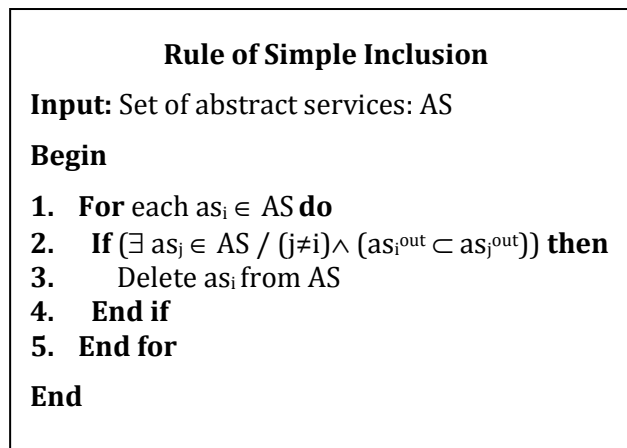 Rule of Simple Inclusion
Input: Set of abstract services: AS
Begin
1. For each asᵢ ∈ AS do
2. If (∃ asⱼ ∈ AS / (j≠i)∧ (asᵢᵒᵘᵗ ⊂ asⱼᵒᵘᵗ)) then
3. Delete asᵢ from AS
4. End if
5. End for
End